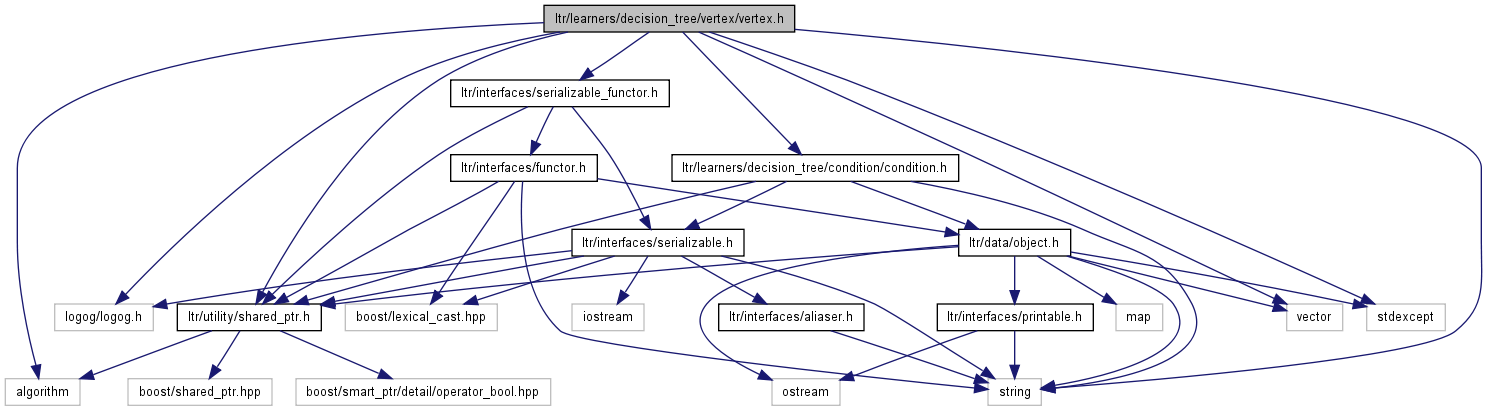 ltr/learners/decision_tree/vertex/vertex.h
ltr/interfaces/serializable_functor.h
ltr/interfaces/functor.h
ltr/learners/decision_tree/condition/condition.h
ltr/interfaces/serializable.h
ltr/data/object.h
logog/logog.h
ltr/utility/shared_ptr.h
boost/lexical_cast.hpp
iostream
ltr/interfaces/aliaser.h
ltr/interfaces/printable.h
map
vector
stdexcept
algorithm
boost/shared_ptr.hpp
boost/smart_ptr/detail/operator_bool.hpp
ostream
string